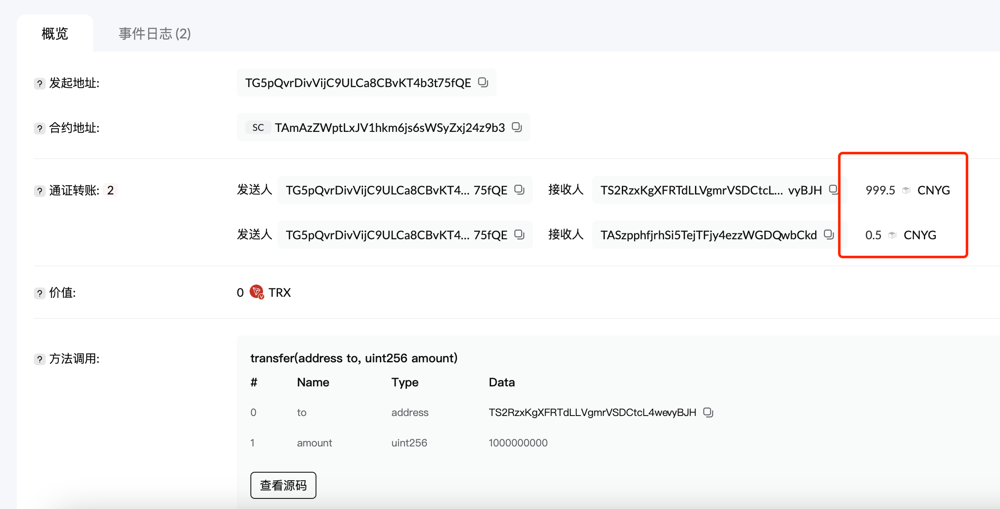 概览 事件日志 (2)
? 发起地址: TG5pQvrDivVijC9ULCa8CBvKT4b3t75fQE
? 合约地址: SC TAmAzZWptLxJV1hkm6js6sWSyZxj24z9b3
? 通证转账: 2 发送人 TG5pQvrDivVijC9ULCa8CBvKT4... 75fQE 接收人 TS2RzxKgXFRTdLLVgmrVSDCtcL... vyBJH 999.5 CNYG
发送人 TG5pQvrDivVijC9ULCa8CBvKT4... 75fQE 接收人 TASzpphfjrhSi5TejTFjy4ezzWGDQwbCkd 0.5 CNYG
? 价值: 0 TRX
? 方法调用: transfer(address to, uint256 amount)
# Name Type Data
0 to address TS2RzxKgXFRTdLLVgmrVSDCtcL4wevyBJH
1 amount uint256 1000000000
查看源码